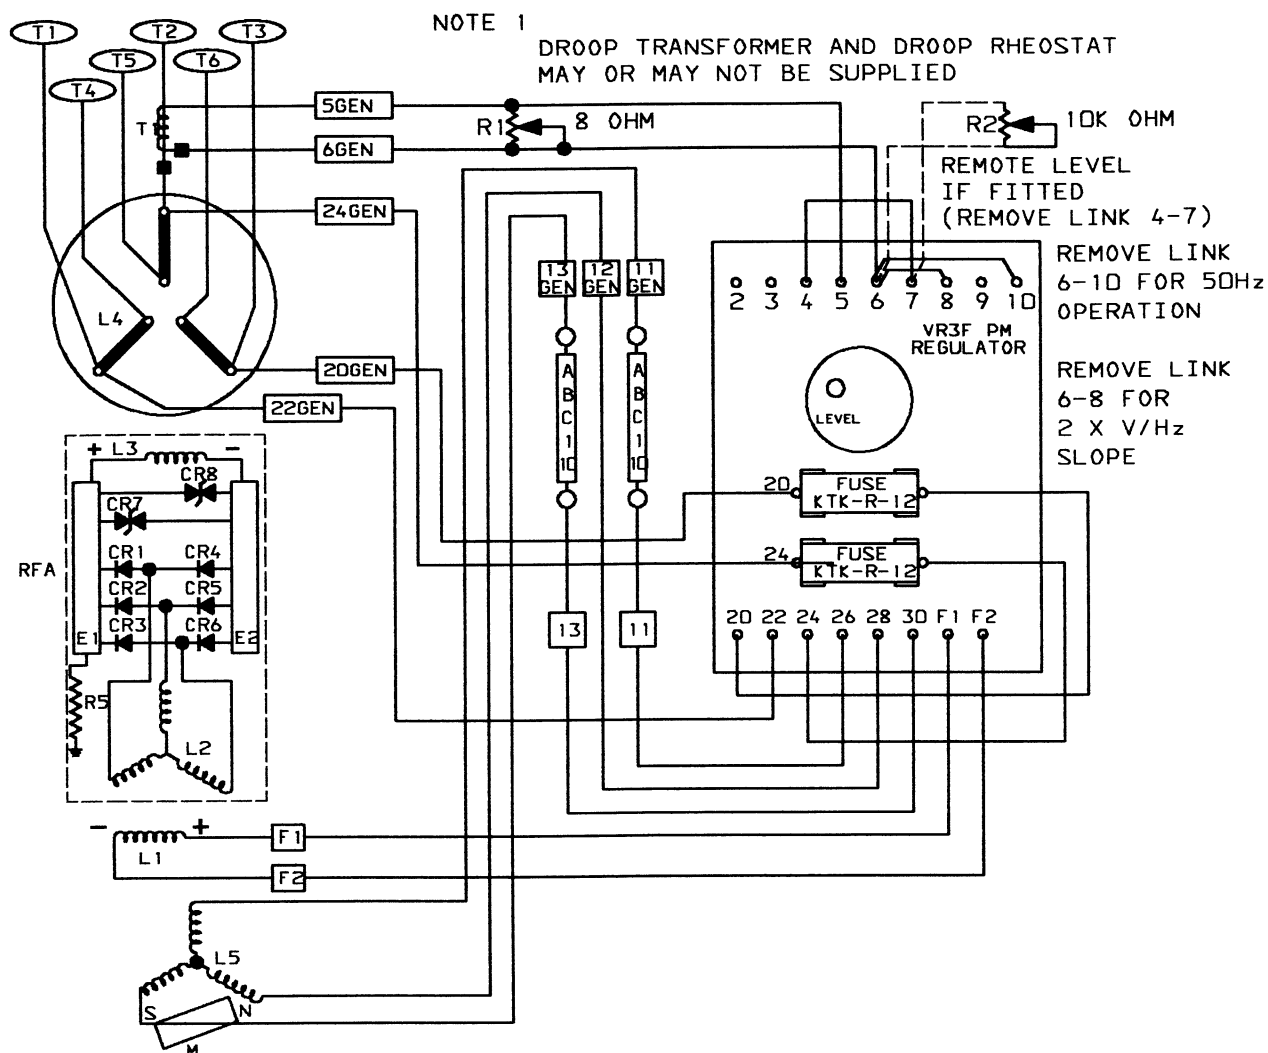 NOTE 1
DROOP TRANSFORMER AND DROOP RHEOSTAT
MAY OR MAY NOT BE SUPPLIED
T1
T2
T3
T5
T6
T4
5GEN
T1
R1
8 OHM
R2
10K OHM
6GEN
REMOTE LEVEL
IF FITTED
(REMOVE LINK 4-7)
24GEN
13
GEN
12
GEN
11
GEN
REMOVE LINK
6-10 FOR 50Hz
OPERATION
2 3 4 5 6 7 8 9 10
VR3F PM
REGULATOR
L4
20GEN
22GEN
ABC10
ABC10
LEVEL
REMOVE LINK
6-8 FOR
2 X V/Hz
SLOPE
+ L3 -
CR8
CR7
CR1
CR4
RFA
CR2
CR5
CR3
CR6
E1
E2
R5
L2
20
FUSE
KTK-R-12
24
FUSE
KTK-R-12
13
11
20 22 24 26 28 30 F1 F2
- +
L1
F1
F2
L5
S
N
M